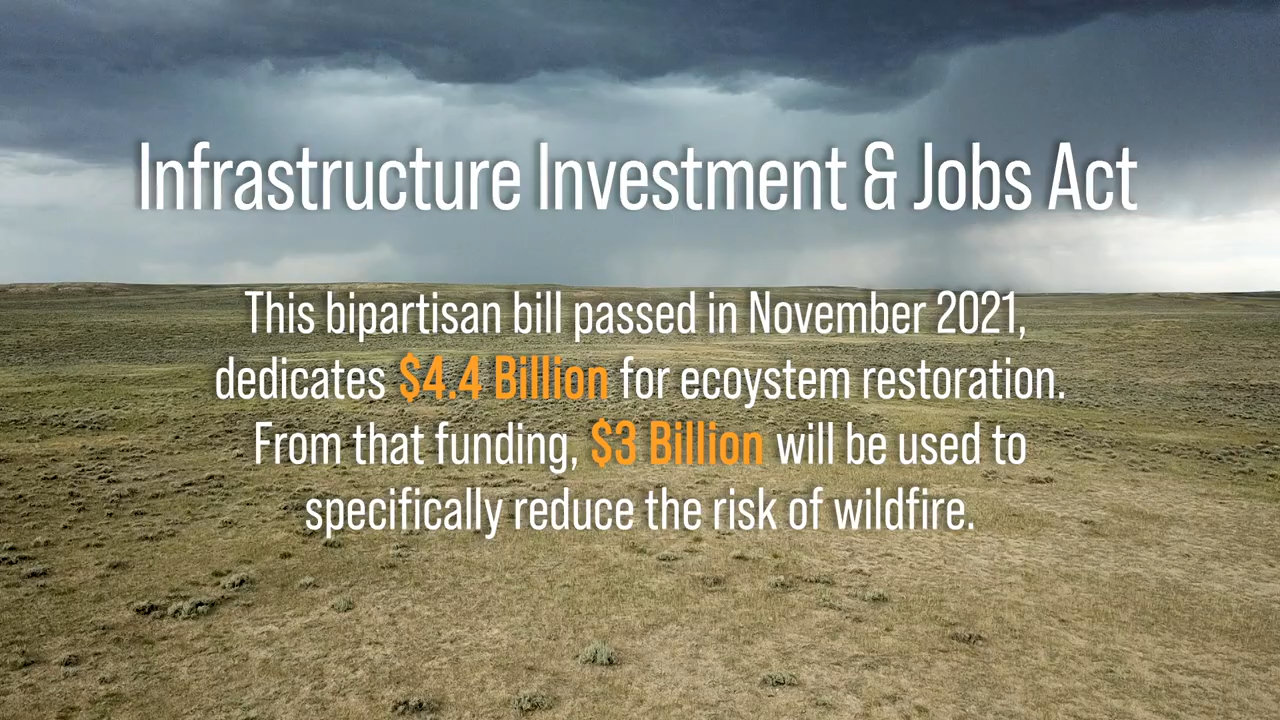 Infrastructure Investment & Jobs Act
This bipartisan bill passed in November 2021,
dedicates $4.4 Billion for ecoystem restoration.
From that funding, $3 Billion will be used to
specifically reduce the risk of wildfire.